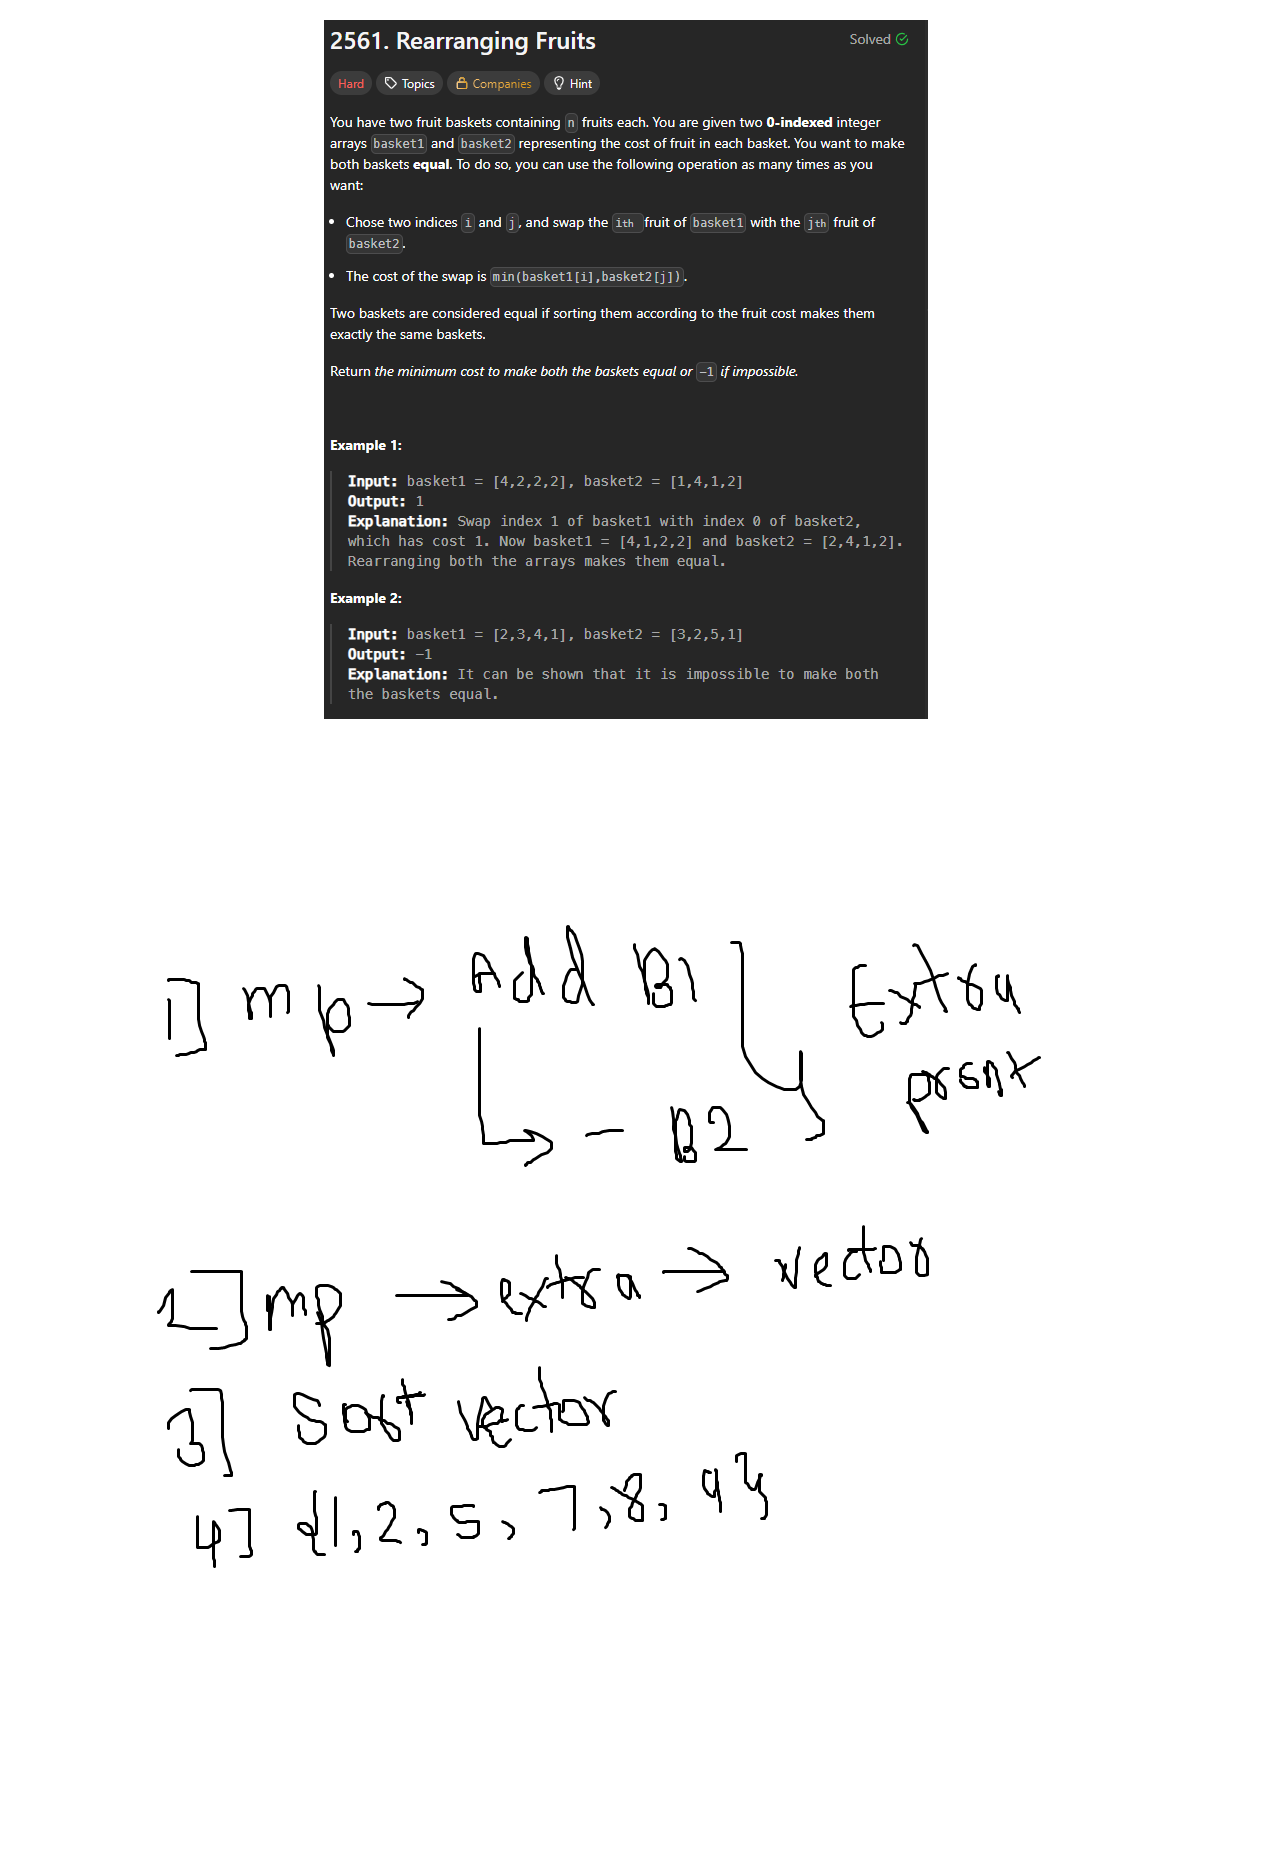 2561. Rearranging Fruits
Solved
Hard Topics Companies Hint
You have two fruit baskets containing n fruits each. You are given two 0-indexed integer
arrays basket1 and basket2 representing the cost of fruit in each basket. You want to make
both baskets equal. To do so, you can use the following operation as many times as you
want:
• Chose two indices i and j, and swap the ith fruit of basket1 with the jth fruit of
basket2.
• The cost of the swap is min(basket1[i],basket2[j]).
Two baskets are considered equal if sorting them according to the fruit cost makes them
exactly the same baskets.
Return the minimum cost to make both the baskets equal or -1 if impossible.
Example 1:
Input: basket1 = [4,2,2,2], basket2 = [1,4,1,2]
Output: 1
Explanation: Swap index 1 of basket1 with index 0 of basket2,
which has cost 1. Now basket1 = [4,1,2,2] and basket2 = [2,4,1,2].
Rearranging both the arrays makes them equal.
Example 2:
Input: basket1 = [2,3,4,1], basket2 = [3,2,5,1]
Output: -1
Explanation: It can be shown that it is impossible to make both
the baskets equal.
1] mp → Add B1
Extra
presnt
→ - B2
2] mp → extra → vector
3] Sort vector
4] {1, 2, 5, 7, 8, 9}